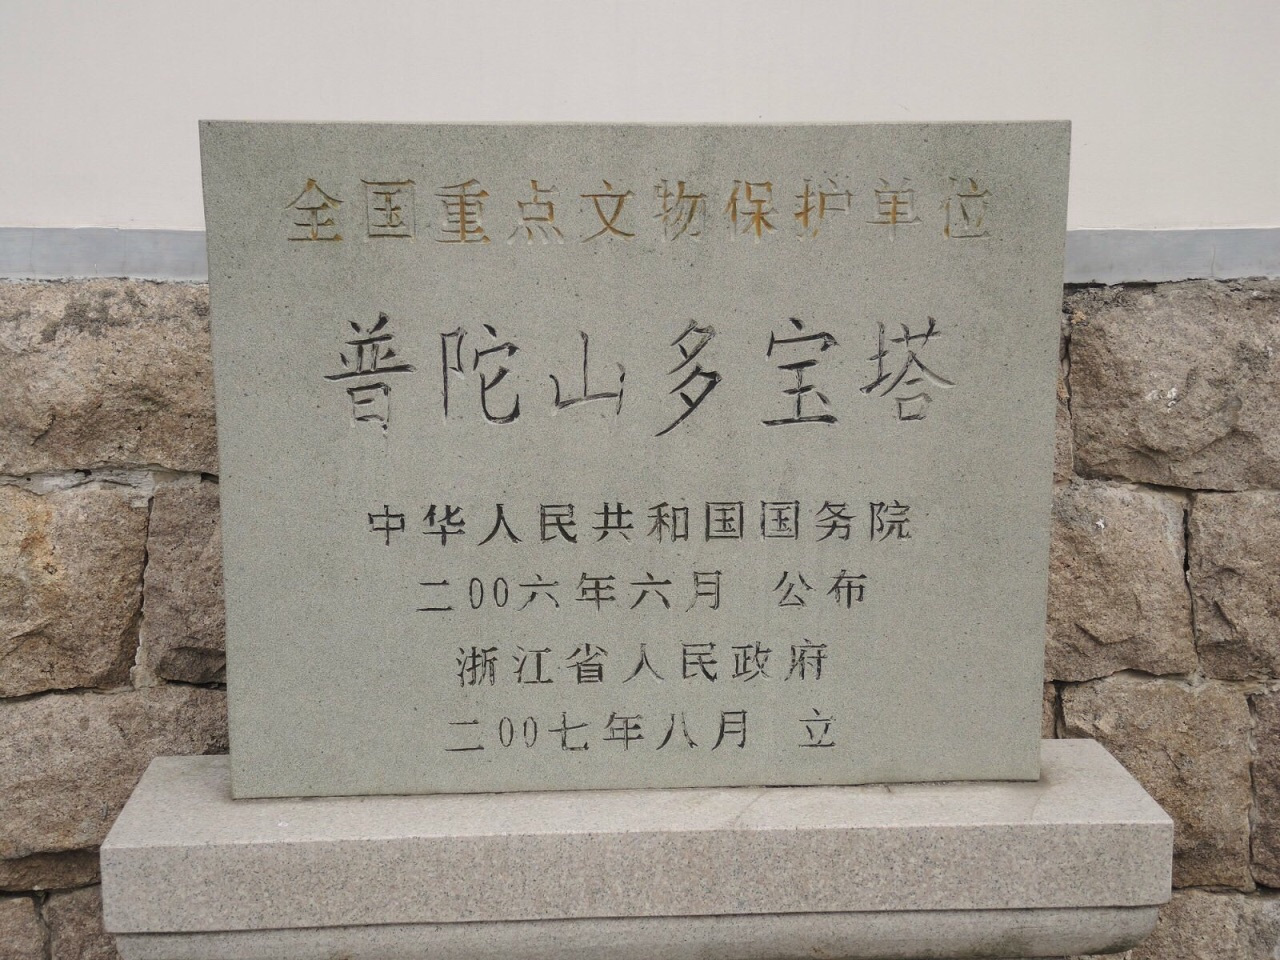 全国重点文物保护单位
普陀山多宝塔
中华人民共和国国务院
二00六年六月 公布
浙江省人民政府
二00七年八月 立